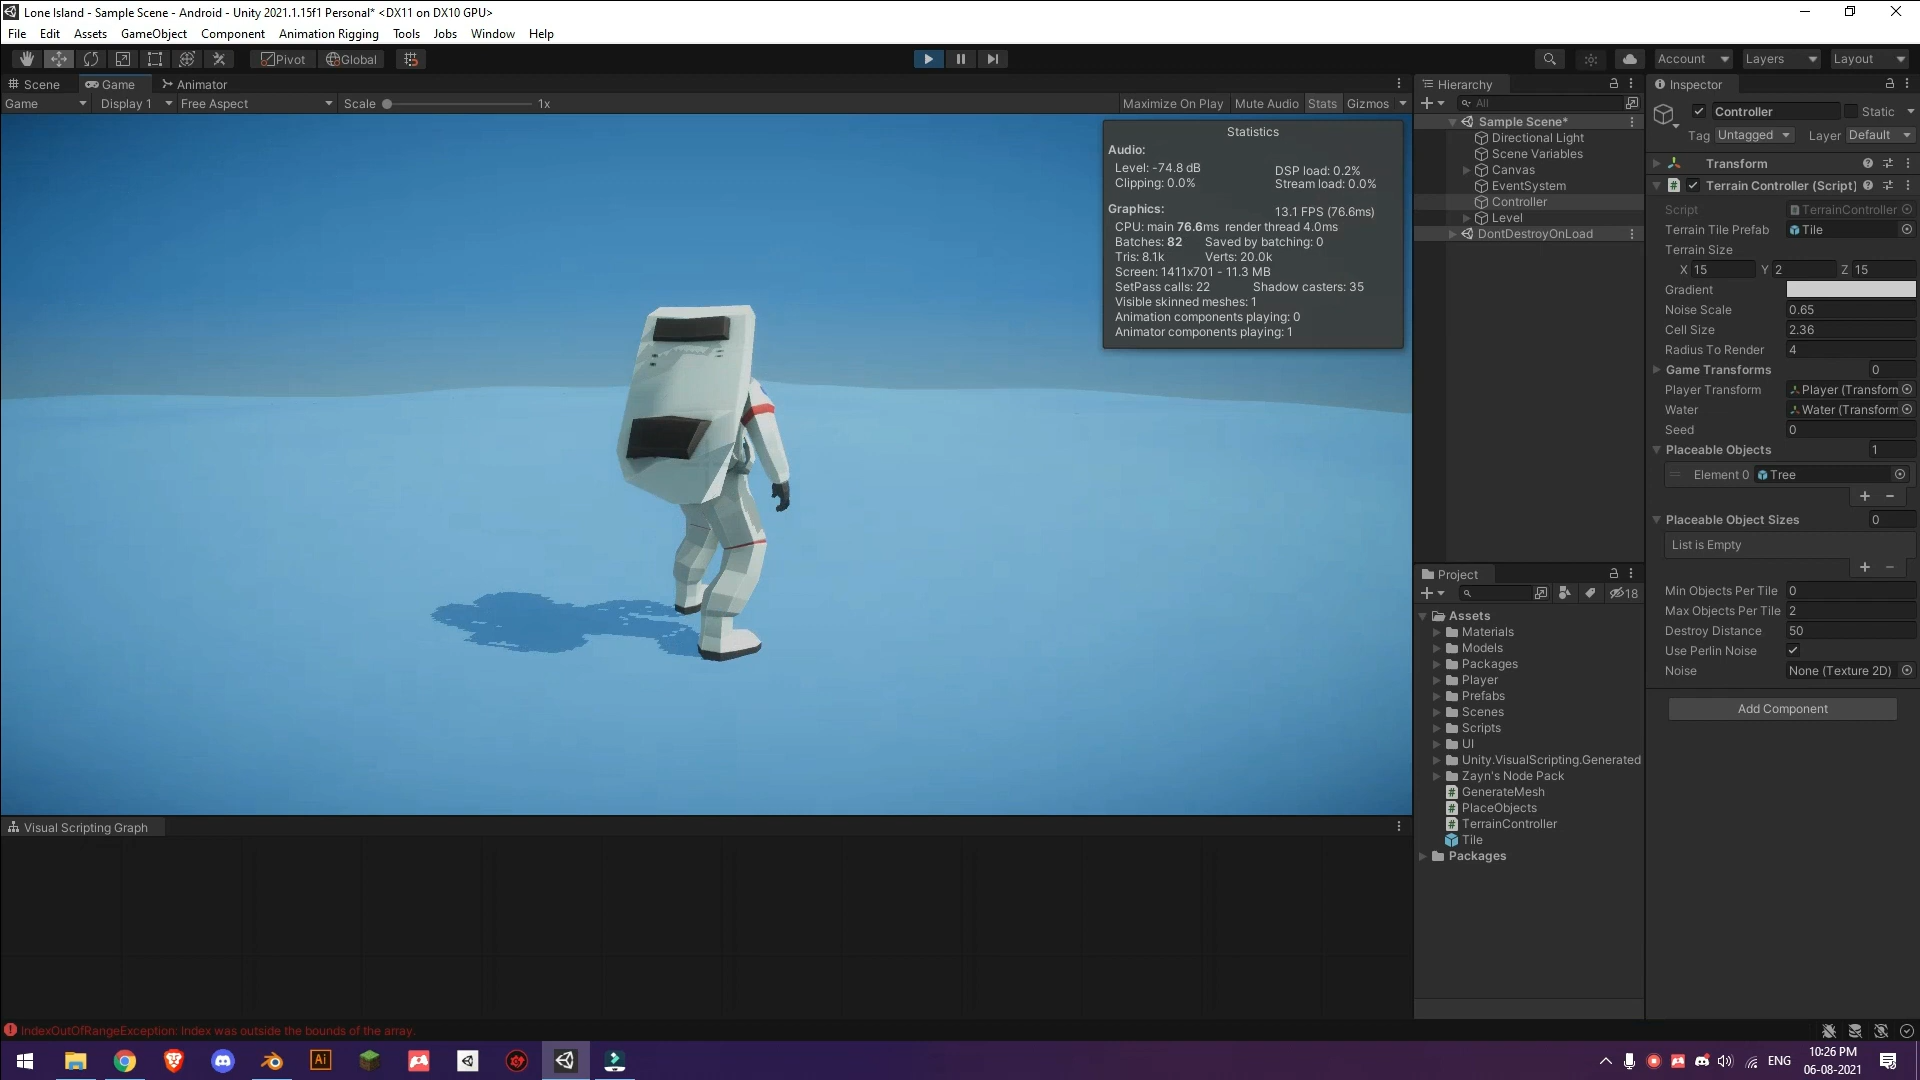 Lone Island - Sample Scene - Android - Unity 2021.1.15f1 Personal* <DX11 on DX10 GPU>
File Edit Assets GameObject Component Animation Rigging Tools Jobs Window Help
Pivot Global
Account Layers Layout
Scene Game Animator
Game Display 1 Free Aspect Scale 1x Maximize On Play Mute Audio Stats Gizmos
Statistics
Audio:
Level: -74.8 dB DSP load: 0.2%
Clipping: 0.0% Stream load: 0.0%
Graphics: 13.1 FPS (76.6ms)
CPU: main 76.6ms render thread 4.0ms
Batches: 82 Saved by batching: 0
Tris: 8.1k Verts: 20.0k
Screen: 1411x701 - 11.3 MB
SetPass calls: 22 Shadow casters: 35
Visible skinned meshes: 1
Animation components playing: 0
Animator components playing: 1
Visual Scripting Graph
IndexOutOfRangeException: Index was outside the bounds of the array.
Hierarchy
All
Sample Scene*
Directional Light
Scene Variables
Canvas
EventSystem
Controller
Level
DontDestroyOnLoad
Project
18
Assets
Materials
Models
Packages
Player
Prefabs
Scenes
Scripts
UI
Unity.VisualScripting.Generated
Zayn's Node Pack
GenerateMesh
PlaceObjects
TerrainController
Tile
Packages
Inspector
Controller Static
Tag Untagged Layer Default
Transform
Terrain Controller (Script)
Script TerrainController
Terrain Tile Prefab Tile
Terrain Size
X 15 Y 2 Z 15
Gradient
Noise Scale 0.65
Cell Size 2.36
Radius To Render 4
Game Transforms 0
Player Transform Player (Transform
Water Water (Transform
Seed 0
Placeable Objects 1
Element 0 Tree
Placeable Object Sizes 0
List is Empty
Min Objects Per Tile 0
Max Objects Per Tile 2
Destroy Distance 50
Use Perlin Noise
Noise None (Texture 2D)
Add Component
Ai
ENG
10:26 PM
06-08-2021